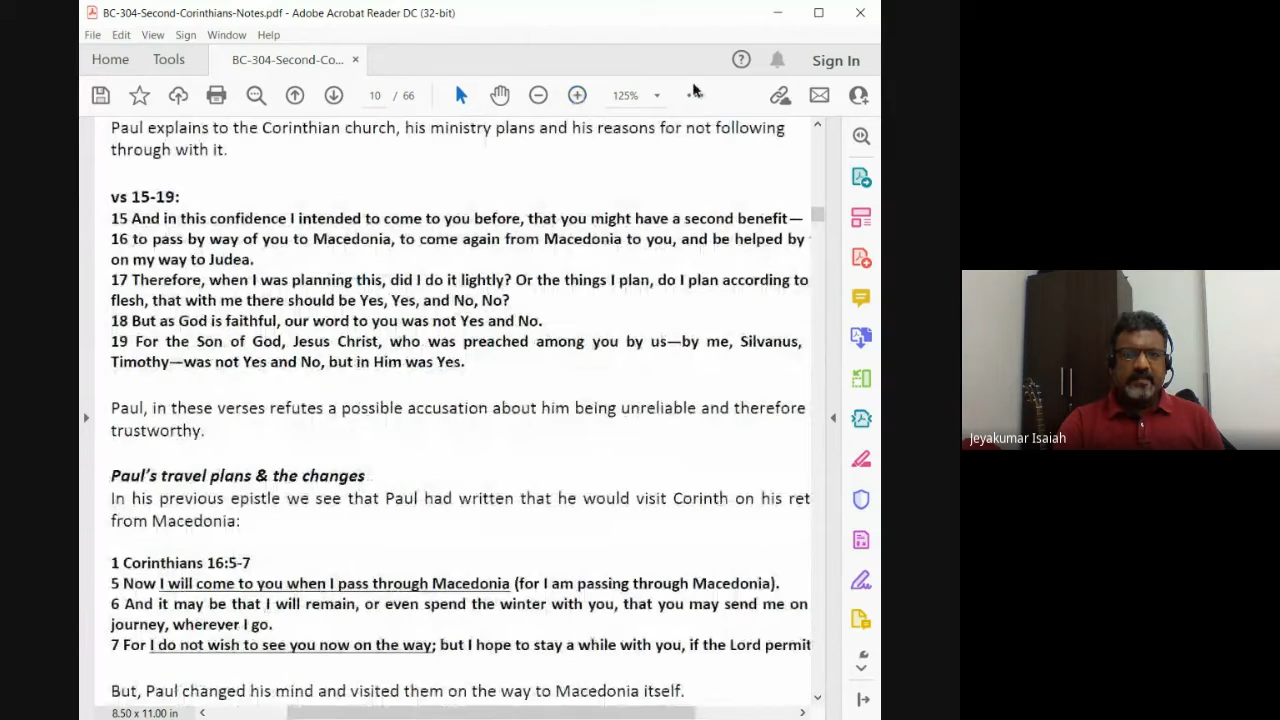 BC-304-Second-Corinthians-Notes.pdf - Adobe Acrobat Reader DC (32-bit)
File Edit View Sign Window Help
Home Tools BC-304-Second-Co... × Sign In
10 / 66 125%
Paul explains to the Corinthian church, his ministry plans and his reasons for not following
through with it.
vs 15-19:
15 And in this confidence I intended to come to you before, that you might have a second benefit—
16 to pass by way of you to Macedonia, to come again from Macedonia to you, and be helped by
on my way to Judea.
17 Therefore, when I was planning this, did I do it lightly? Or the things I plan, do I plan according to
flesh, that with me there should be Yes, Yes, and No, No?
18 But as God is faithful, our word to you was not Yes and No.
19 For the Son of God, Jesus Christ, who was preached among you by us—by me, Silvanus,
Timothy—was not Yes and No, but in Him was Yes.
Paul, in these verses refutes a possible accusation about him being unreliable and therefore
trustworthy.
Paul's travel plans & the changes
In his previous epistle we see that Paul had written that he would visit Corinth on his ret
from Macedonia:
1 Corinthians 16:5-7
5 Now I will come to you when I pass through Macedonia (for I am passing through Macedonia).
6 And it may be that I will remain, or even spend the winter with you, that you may send me on
journey, wherever I go.
7 For I do not wish to see you now on the way; but I hope to stay a while with you, if the Lord permit
But, Paul changed his mind and visited them on the way to Macedonia itself.
8.50 x 11.00 in
Jeyakumar Isaiah